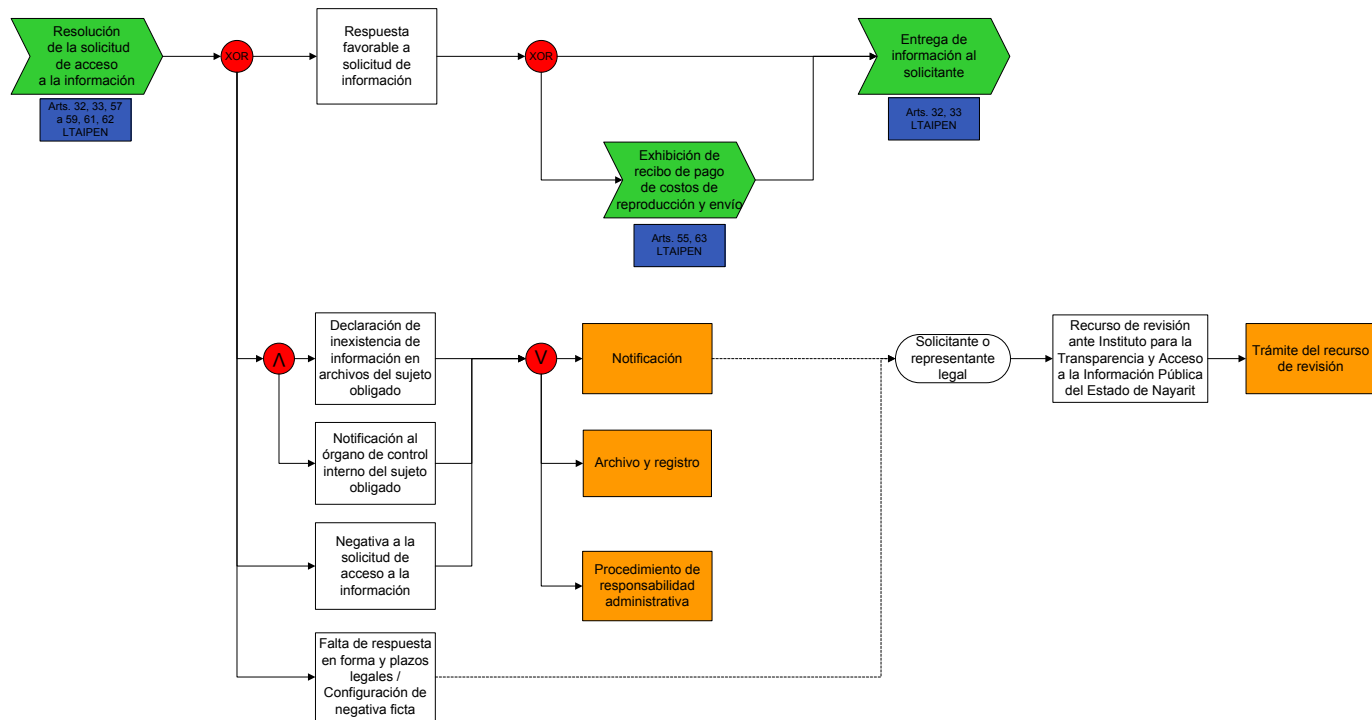 Resolución
de la solicitud
de acceso
a la información
XOR
Respuesta
favorable a
solicitud de
información
XOR
Entrega de
información al
solicitante
Arts. 32, 33, 57
a 59, 61, 62
LTAIPEN
Arts. 32, 33
LTAIPEN
Exhibición de
recibo de pago
de costos de
reproducción y envío
Arts. 55, 63
LTAIPEN
Λ
Declaración de
inexistencia de
información en
archivos del sujeto
obligado
V
Notificación
Solicitante o
representante
legal
Recurso de revisión
ante Instituto para la
Transparencia y Acceso
a la Información Pública
del Estado de Nayarit
Trámite del recurso
de revisión
Notificación al
órgano de control
interno del sujeto
obligado
Archivo y registro
Negativa a la
solicitud de
acceso a la
información
Procedimiento de
responsabilidad
administrativa
Falta de respuesta
en forma y plazos
legales /
Configuración de
negativa ficta